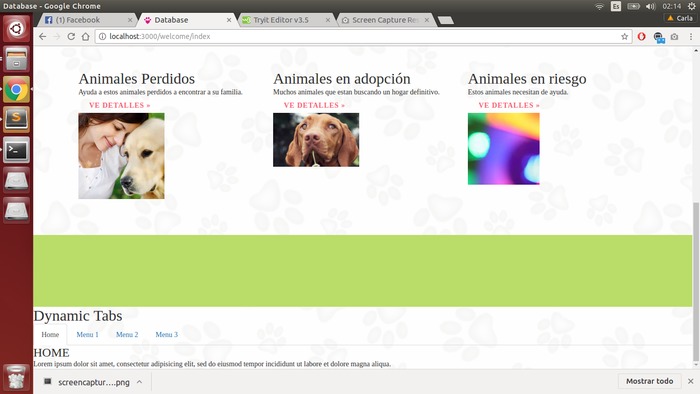 Database - Google Chrome
Es
02:14
(1) Facebook
Database
Tryit Editor v3.5
Screen Capture Res
Carla
localhost:3000/welcome/index
Animales Perdidos
Ayuda a estos animales perdidos a encontrar a su familia.
VE DETALLES »
Animales en adopción
Muchos animales que estan buscando un hogar definitivo.
VE DETALLES »
Animales en riesgo
Estos animales necesitan de ayuda.
VE DETALLES »
Dynamic Tabs
Home
Menu 1
Menu 2
Menu 3
HOME
Lorem ipsum dolor sit amet, consectetur adipisicing elit, sed do eiusmod tempor incididunt ut labore et dolore magna aliqua.
screencaptur....png
Mostrar todo